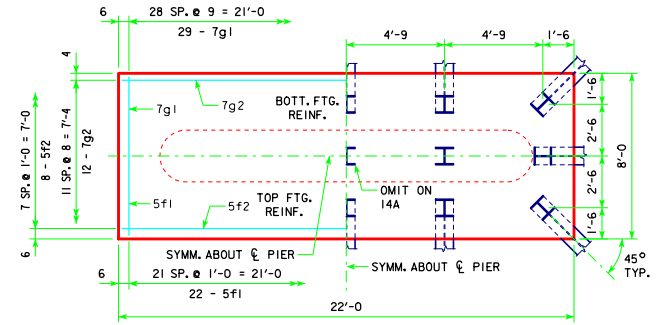 6
28 SP. @ 9 = 21'-0
29 - 7g1
4'-9
4'-9
1'-6
4
7 SP. @ 1'-0 = 7'-0
8 - 5f2
11 SP. @ 8 = 7'-4
12 - 7g2
7g1
7g2
BOTT. FTG.
REINF.
1'-6
2'-6
8'-0
2'-6
1'-6
OMIT ON
14A
5f1
5f2
TOP FTG.
REINF.
6
SYMM. ABOUT ℄ PIER
SYMM. ABOUT ℄ PIER
45°
TYP.
6
21 SP. @ 1'-0 = 21'-0
22 - 5f1
22'-0